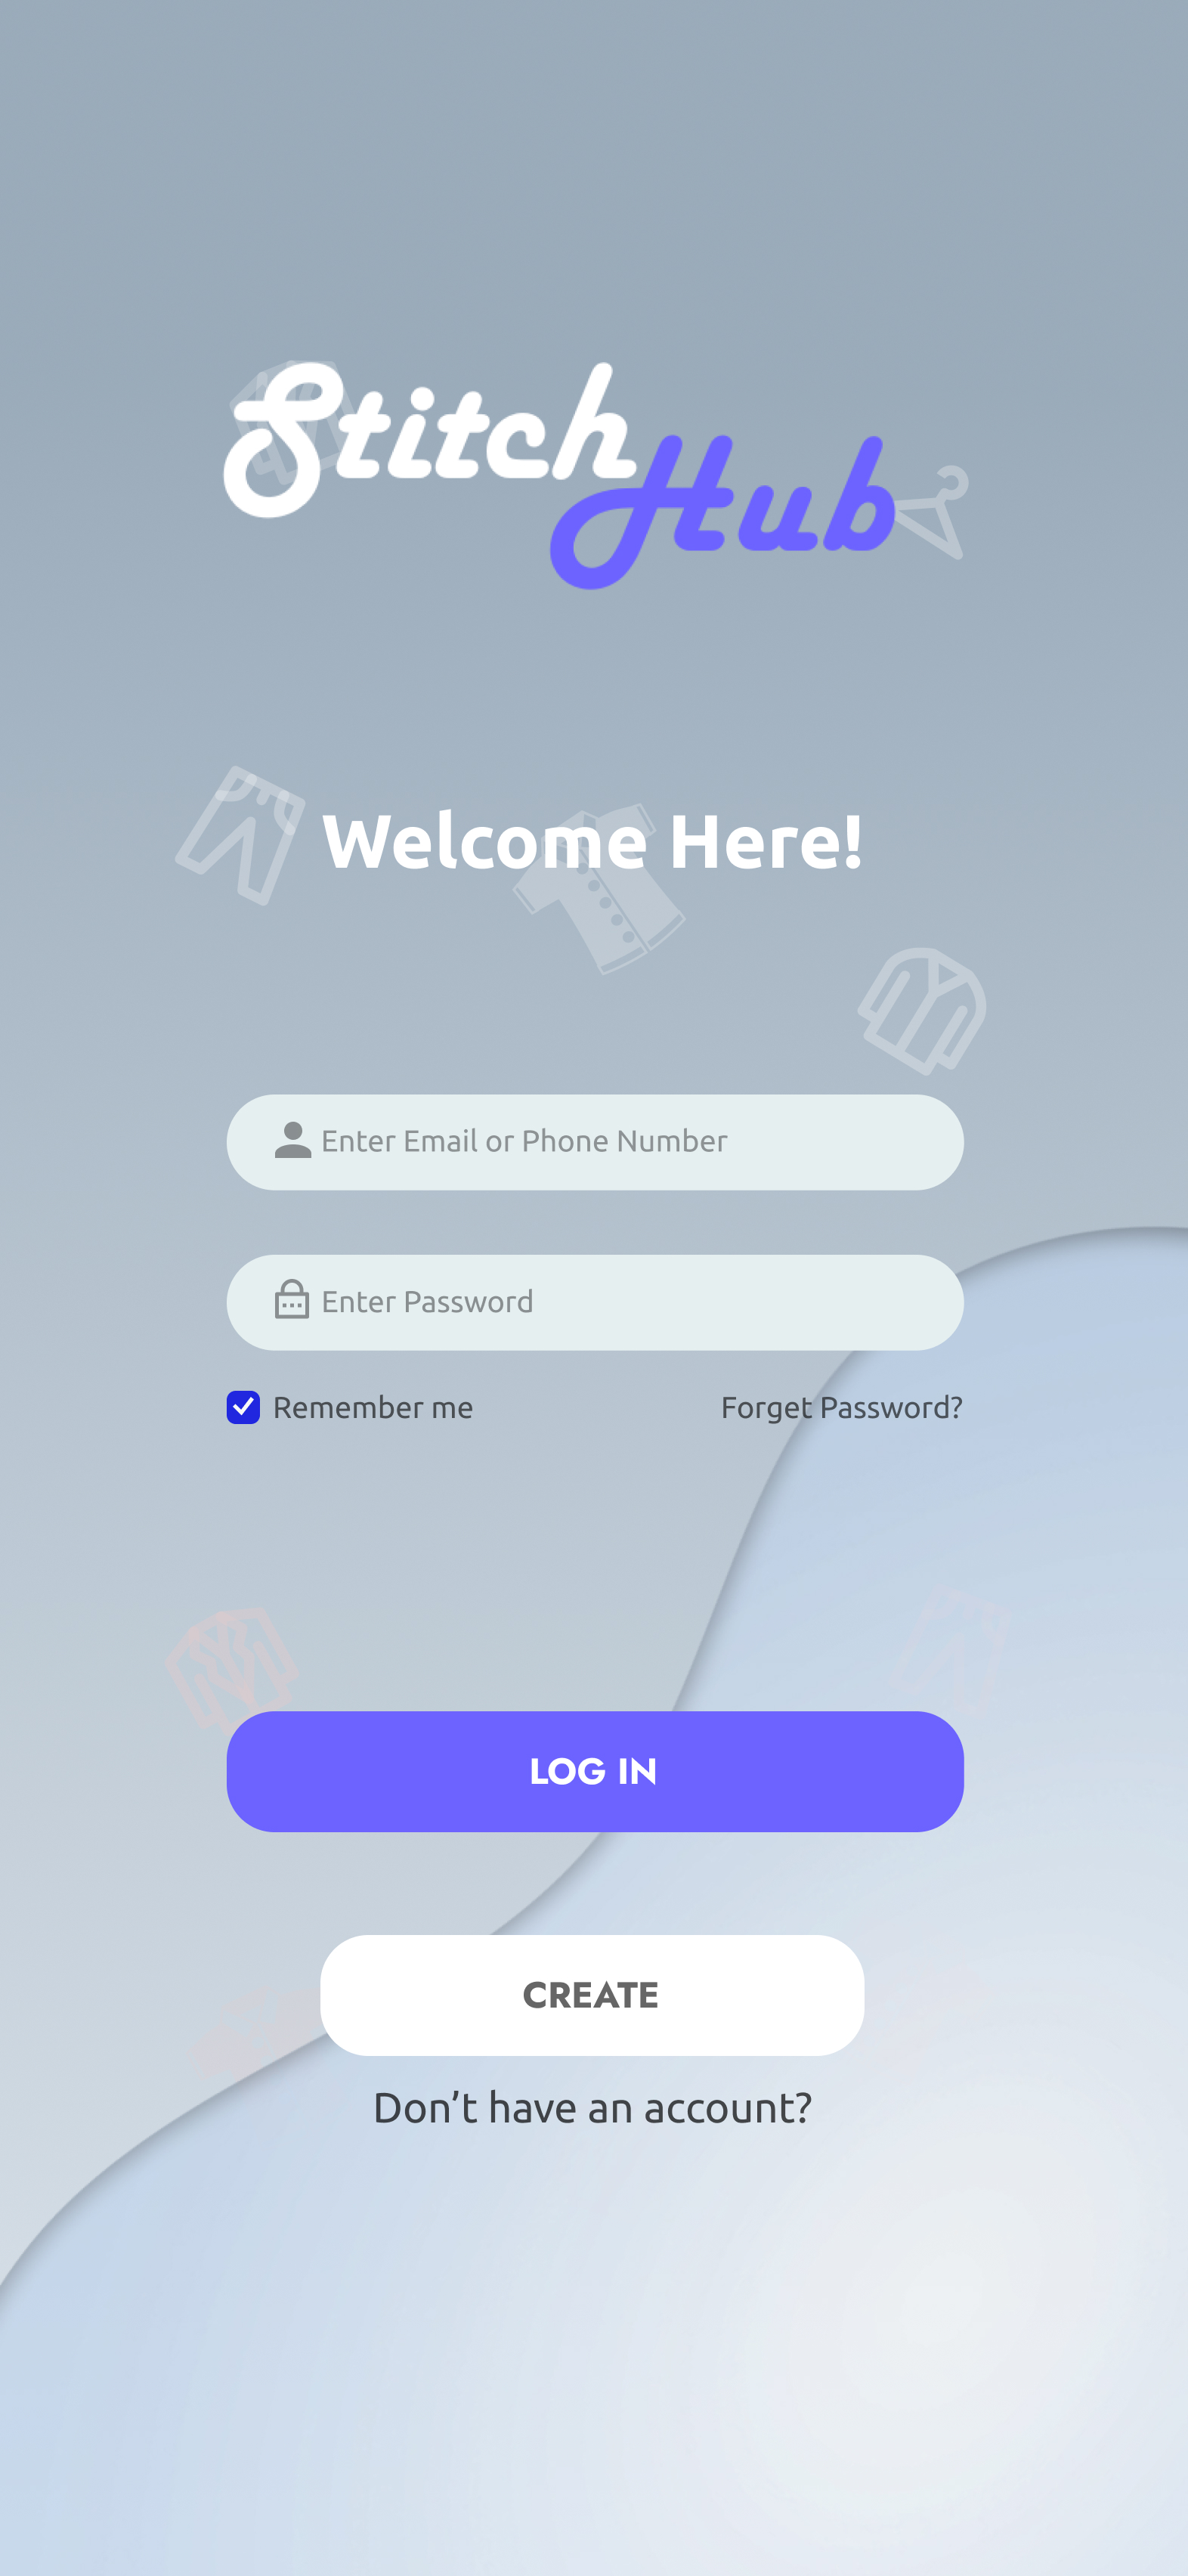 Stitch
Hub
Welcome Here!
Enter Email or Phone Number
Enter Password
Remember me
Forget Password?
LOG IN
CREATE
Don’t have an account?